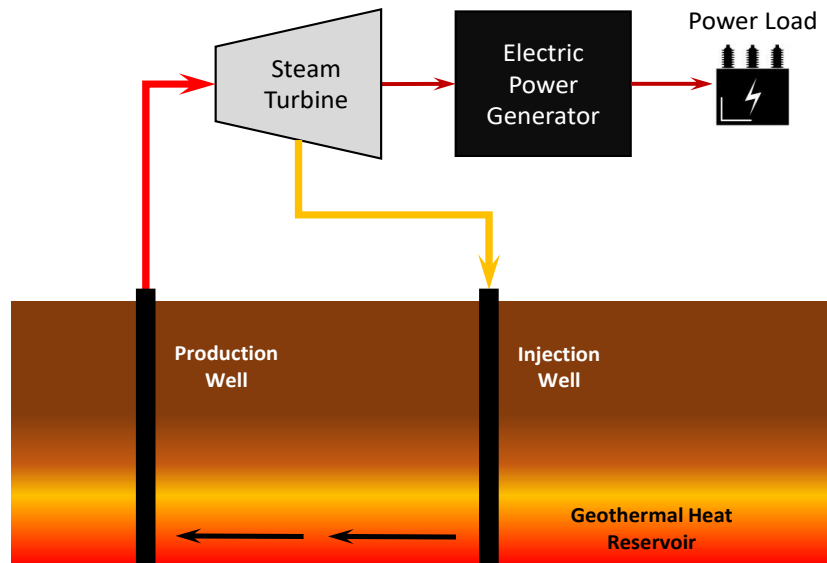 Power Load
Steam
Turbine
Electric
Power
Generator
Production
Well
Injection
Well
Geothermal Heat
Reservoir